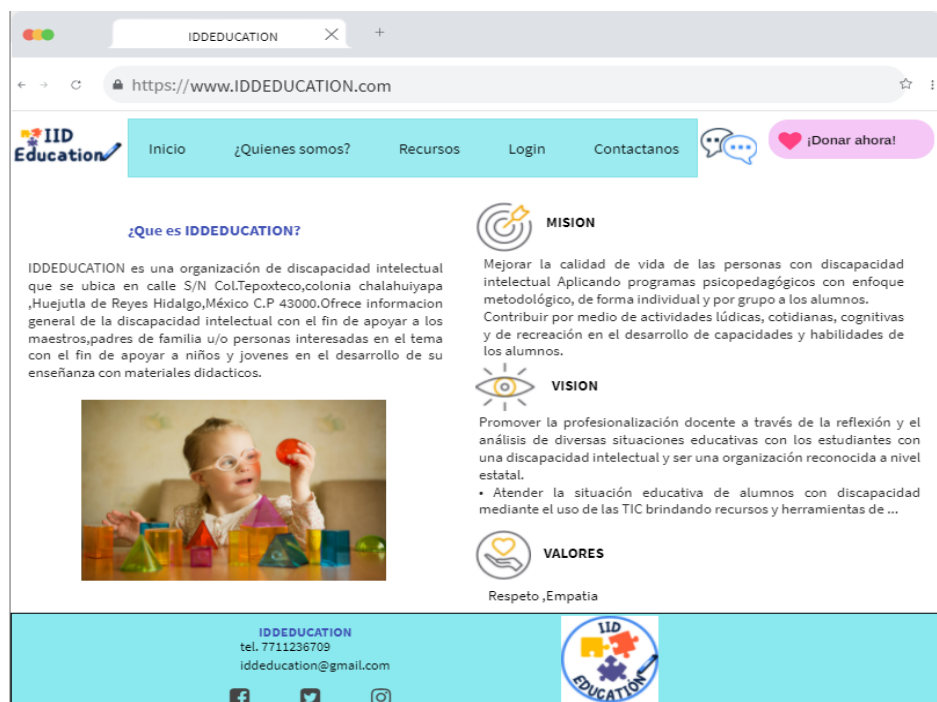 IDDEDUCATION
https://www.IDDEDUCATION.com
IID
Education
Inicio
¿Quienes somos?
Recursos
Login
Contactanos
¡Donar ahora!
¿Que es IDDEDUCATION?
IDDEDUCATION es una organización de discapacidad intelectual
que se ubica en calle S/N Col.Tepoxteco,colonia chalahuiyapa
,Huejutla de Reyes Hidalgo,México C.P 43000.Ofrece informacion
general de la discapacidad intelectual con el fin de apoyar a los
maestros,padres de familia u/o personas interesadas en el tema
con el fin de apoyar a niños y jovenes en el desarrollo de su
enseñanza con materiales didacticos.
MISION
Mejorar la calidad de vida de las personas con discapacidad
intelectual Aplicando programas psicopedagógicos con enfoque
metodológico, de forma individual y por grupo a los alumnos.
Contribuir por medio de actividades lúdicas, cotidianas, cognitivas
y de recreación en el desarrollo de capacidades y habilidades de
los alumnos.
VISION
Promover la profesionalización docente a través de la reflexión y el
análisis de diversas situaciones educativas con los estudiantes con
una discapacidad intelectual y ser una organización reconocida a nivel
estatal.
• Atender la situación educativa de alumnos con discapacidad
mediante el uso de las TIC brindando recursos y herramientas de ...
VALORES
Respeto ,Empatia
IDDEDUCATION
tel. 7711236709
iddeducation@gmail.com
IID
EDUCATIÓN